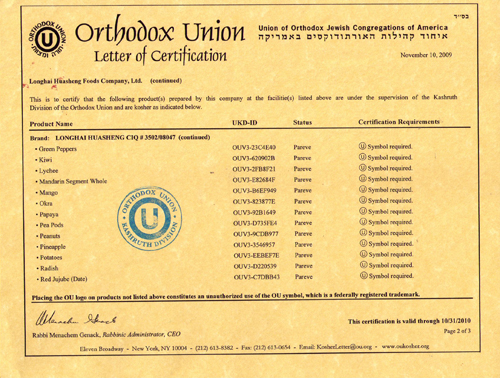 בס"ד
ORTHODOX UNION
Orthodox Union
Letter of Certification
Union of Orthodox Jewish Congregations of America
איחוד קהילות האורתודוקסים באמריקה
November 10, 2009
Longhai Huasheng Foods Company, Ltd. (continued)
This is to certify that the following product(s) prepared by this company at the facilitie(s) listed above are under the supervision of the Kashruth
Division of the Orthodox Union and are kosher as indicated below.
Product Name UKD-ID Status Certification Requirements
Brand: LONGHAI HUASHENG CIQ # 3502/08047 (continued)
• Green Peppers OUV3-23C4E40 Pareve Ⓤ Symbol required.
• Kiwi OUV3-620902B Pareve Ⓤ Symbol required.
• Lychee OUV3-2FB8F21 Pareve Ⓤ Symbol required.
• Mandarin Segment Whole OUV3-E82684F Pareve Ⓤ Symbol required.
• Mango OUV3-B6EF949 Pareve Ⓤ Symbol required.
• Okra OUV3-823877E Pareve Ⓤ Symbol required.
• Papaya OUV3-92B1649 Pareve Ⓤ Symbol required.
• Pea Pods OUV3-D735FE4 Pareve Ⓤ Symbol required.
• Peanuts OUV3-9CDB977 Pareve Ⓤ Symbol required.
• Pineapple OUV3-3546957 Pareve Ⓤ Symbol required.
• Potatoes OUV3-EEBEF7E Pareve Ⓤ Symbol required.
• Radish OUV3-D220539 Pareve Ⓤ Symbol required.
• Red Jujube (Date) OUV3-C7DBB43 Pareve Ⓤ Symbol required.
ORTHODOX UNION
U
KASHRUTH DIVISION
Placing the OU logo on products not listed above constitutes an unauthorized use of the OU symbol, which is a federally registered trademark.
Menachem Genack
This certification is valid through 10/31/2010
Rabbi Menachem Genack, Rabbinic Administrator, CEO
Page 2 of 3
Eleven Broadway - New York, NY 10004 - (212) 613-8382 - Fax: (212) 613-0654 - Email: KosherLetter@ou.org - www.oukosher.org